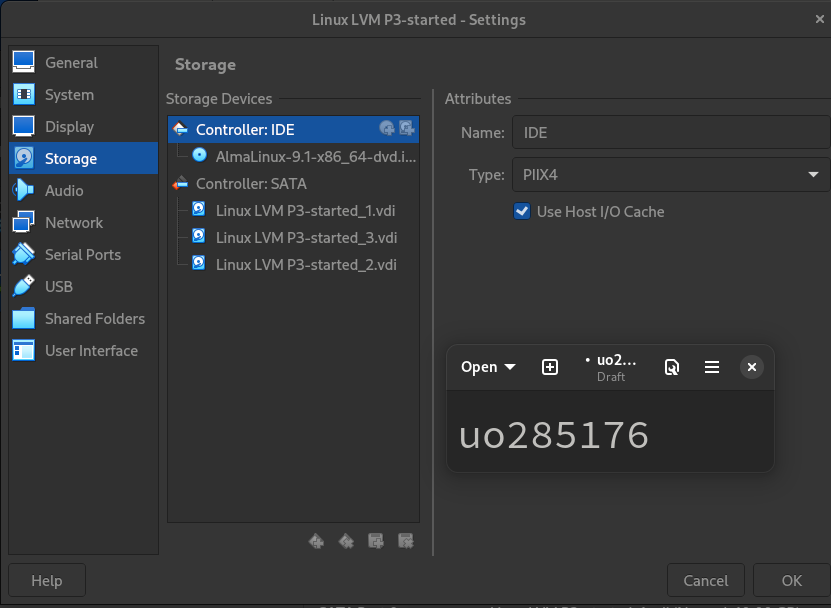 Linux LVM P3-started - Settings
General
System
Display
Storage
Audio
Network
Serial Ports
USB
Shared Folders
User Interface
Storage
Storage Devices
Controller: IDE
AlmaLinux-9.1-x86_64-dvd.i...
Controller: SATA
Linux LVM P3-started_1.vdi
Linux LVM P3-started_3.vdi
Linux LVM P3-started_2.vdi
Attributes
Name: IDE
Type: PIIX4
Use Host I/O Cache
Open
• uo2...
Draft
uo285176
Help
Cancel
OK